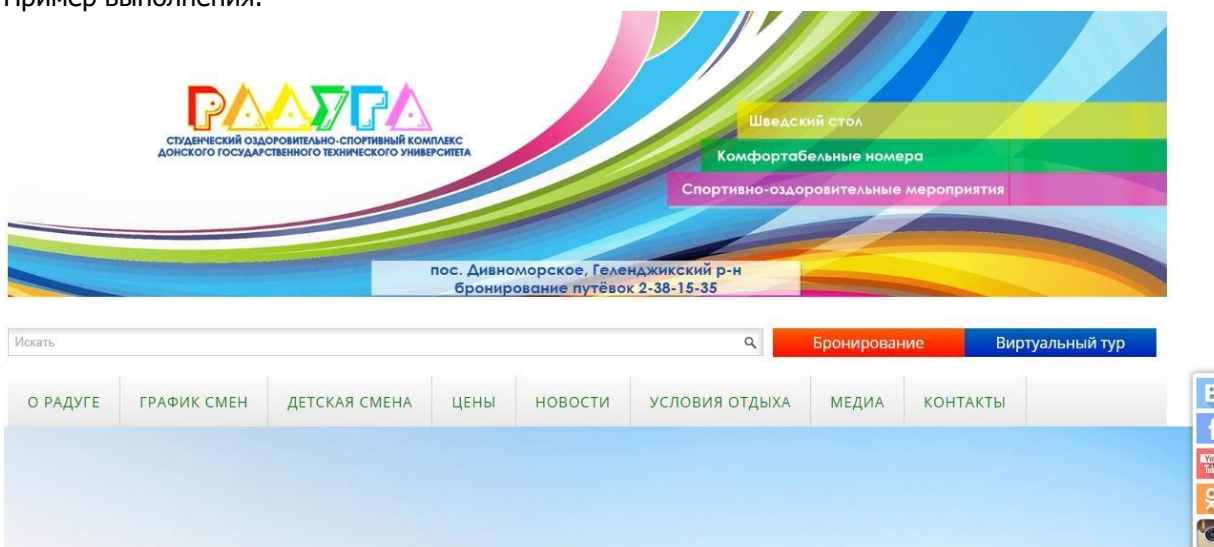 Пример выполнения:
РАДУГА
СТУДЕНЧЕСКИЙ ОЗДОРОВИТЕЛЬНО-СПОРТИВНЫЙ КОМПЛЕКС
ДОНСКОГО ГОСУДАРСТВЕННОГО ТЕХНИЧЕСКОГО УНИВЕРСИТЕТА
Шведский стол
Комфортабельные номера
Спортивно-оздоровительные мероприятия
пос. Дивноморское, Геленджикский р-н
бронирование путёвок 2-38-15-35
Искать
Бронирование
Виртуальный тур
О РАДУГЕ
ГРАФИК СМЕН
ДЕТСКАЯ СМЕНА
ЦЕНЫ
НОВОСТИ
УСЛОВИЯ ОТДЫХА
МЕДИА
КОНТАКТЫ